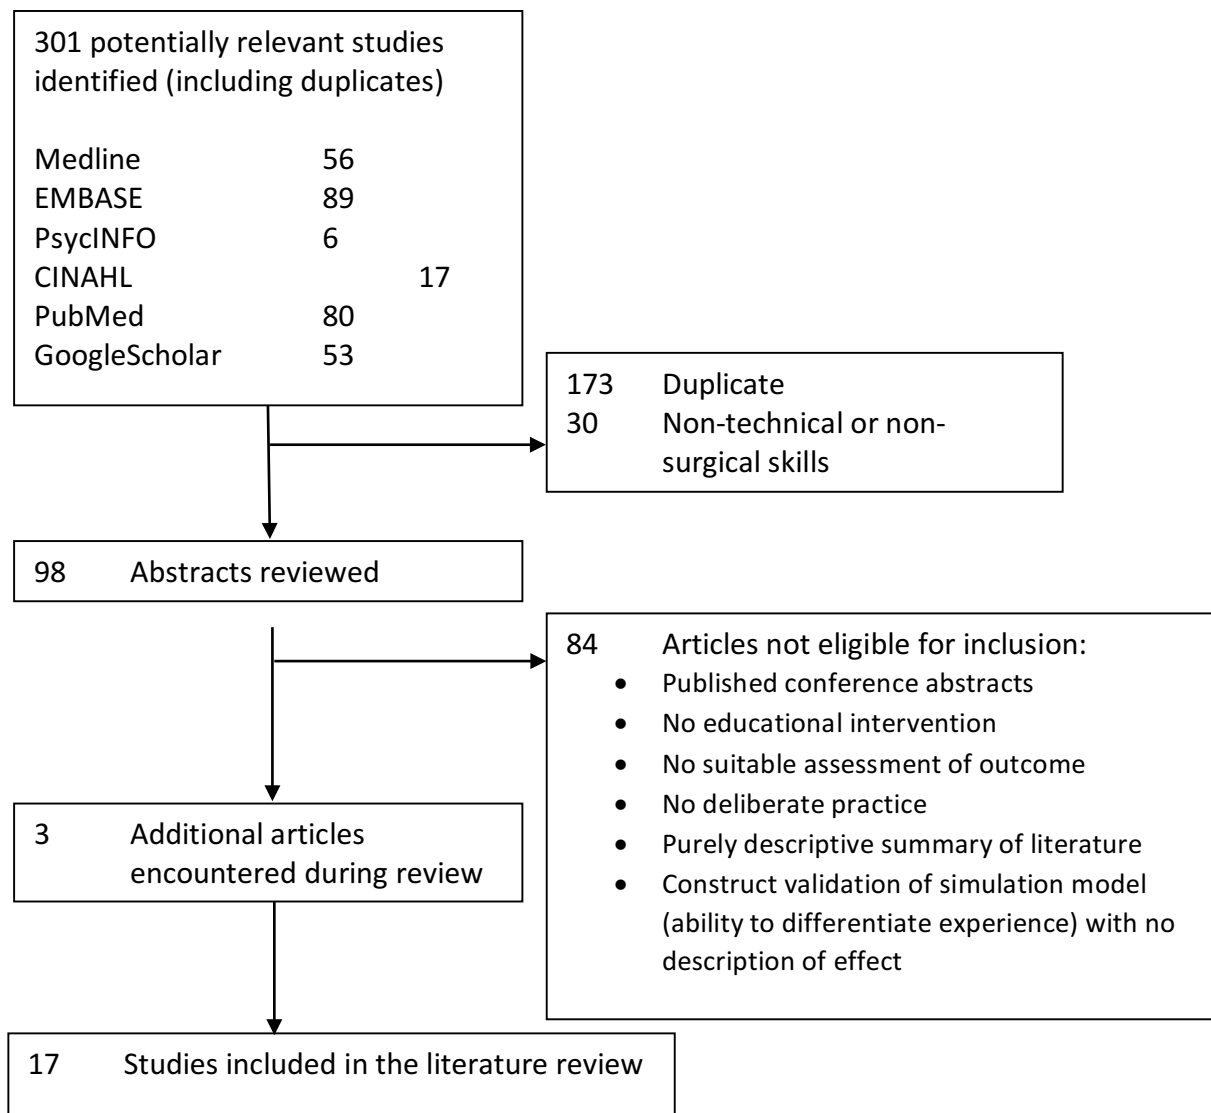 301 potentially relevant studies
identified (including duplicates)
Medline 56
EMBASE 89
PsycINFO 6
CINAHL 17
PubMed 80
GoogleScholar 53
173 Duplicate
30 Non-technical or non-
surgical skills
98 Abstracts reviewed
84 Articles not eligible for inclusion:
• Published conference abstracts
• No educational intervention
• No suitable assessment of outcome
• No deliberate practice
• Purely descriptive summary of literature
• Construct validation of simulation model
(ability to differentiate experience) with no
description of effect
3 Additional articles
encountered during review
17 Studies included in the literature review